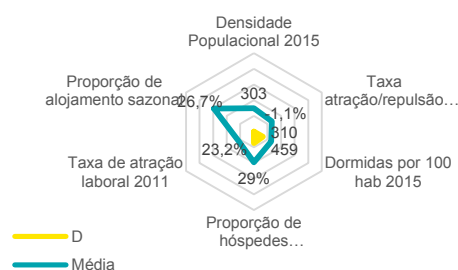 Densidade
Populacional 2015
Proporção de
alojamento sazonal
Taxa
atração/repulsão…
26,7%
303
-1,1%
310
459
23,2%
29%
Taxa de atração
laboral 2011
Dormidas por 100
hab 2015
Proporção de
hóspedes…
D
Média